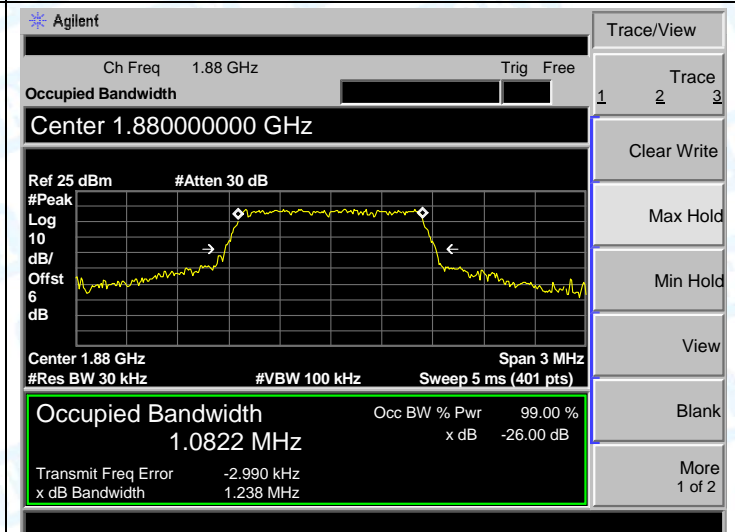 Agilent
Trace/View
Ch Freq 1.88 GHz Trig Free
Occupied Bandwidth
Trace
1 2 3
Center 1.880000000 GHz
Clear Write
Ref 25 dBm #Atten 30 dB
#Peak
Log
10
dB/
Offst
6
dB
Max Hold
Min Hold
Center 1.88 GHz Span 3 MHz
#Res BW 30 kHz #VBW 100 kHz Sweep 5 ms (401 pts)
View
Occupied Bandwidth Occ BW % Pwr 99.00 %
1.0822 MHz x dB -26.00 dB
Transmit Freq Error -2.990 kHz
x dB Bandwidth 1.238 MHz
Blank
More
1 of 2